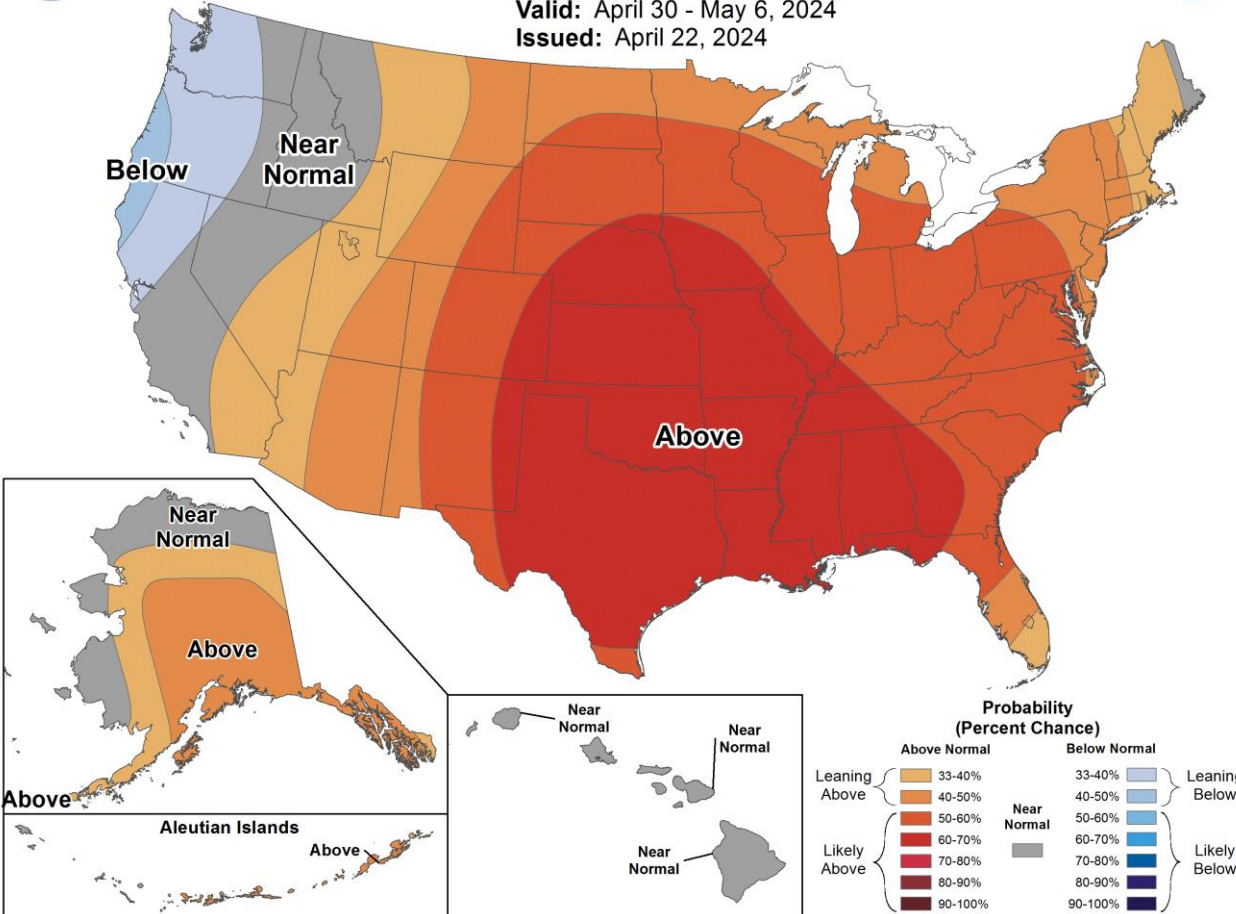 Valid: April 30 - May 6, 2024
Issued: April 22, 2024
Below
Near
Normal
Above
Near
Normal
Above
Above
Aleutian Islands
Above
Near
Normal
Near
Normal
Near
Normal
Probability
(Percent Chance)
Above Normal
Below Normal
Leaning
Above
33-40%
40-50%
Likely
Above
50-60%
60-70%
70-80%
80-90%
90-100%
Near
Normal
33-40%
40-50%
Leaning
Below
50-60%
60-70%
70-80%
80-90%
90-100%
Likely
Below